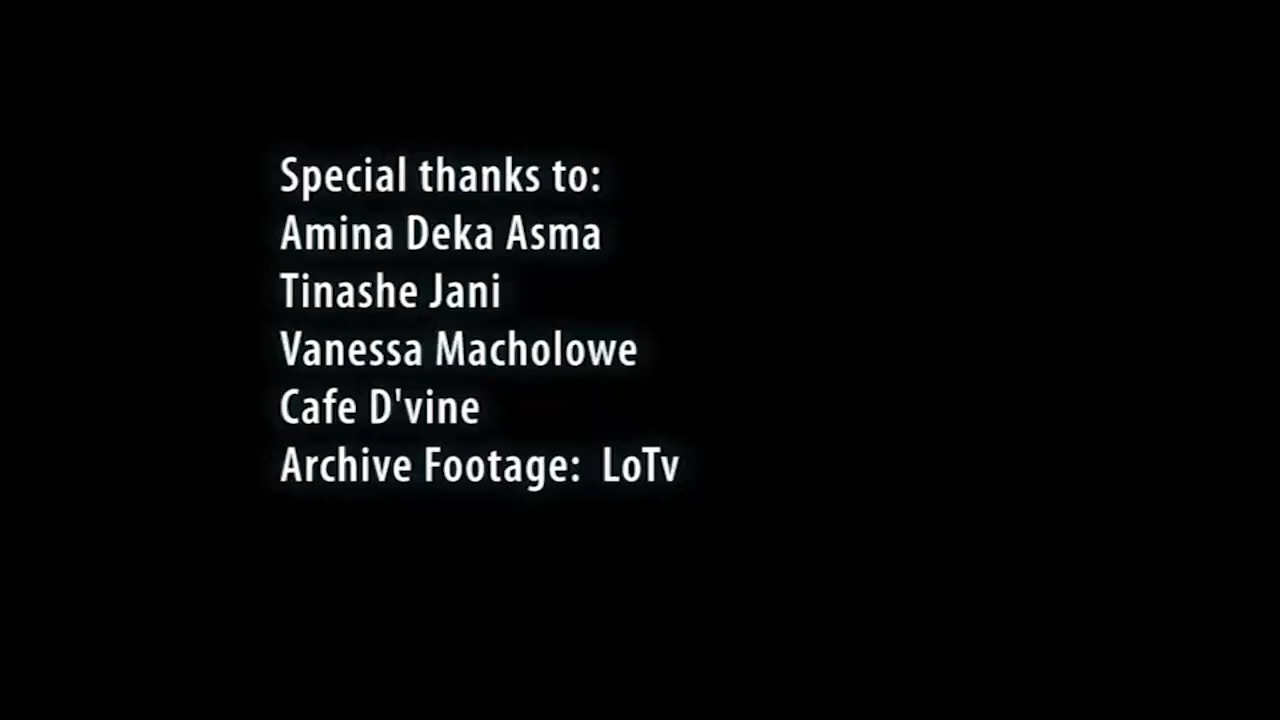 Special thanks to:
Amina Deka Asma
Tinashe Jani
Vanessa Macholowe
Cafe D'vine
Archive Footage:  LoTv